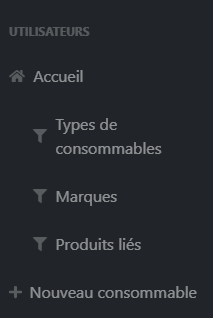 UTILISATEURS
Accueil
Types de
consommables
Marques
Produits liés
Nouveau consommable